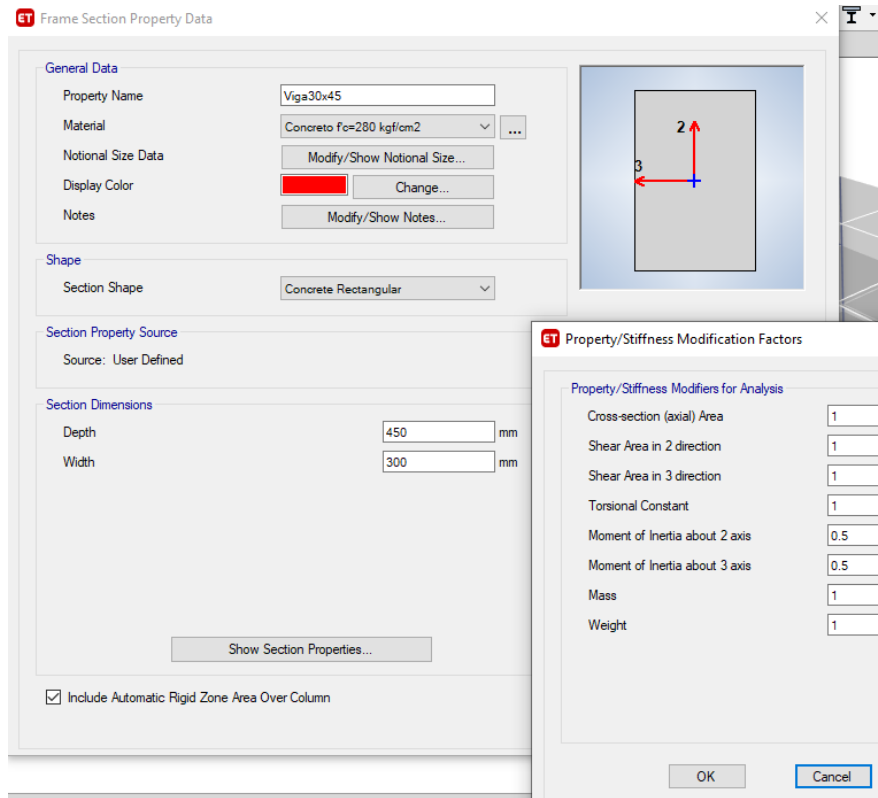 ET Frame Section Property Data
General Data
Property Name Viga30x45
Material Concreto f'c=280 kgf/cm2 ...
Notional Size Data Modify/Show Notional Size...
Display Color Change...
Notes Modify/Show Notes...
2
3
Shape
Section Shape Concrete Rectangular
Section Property Source
Source: User Defined
Section Dimensions
Depth 450 mm
Width 300 mm
Show Section Properties...
Include Automatic Rigid Zone Area Over Column
ET Property/Stiffness Modification Factors
Property/Stiffness Modifiers for Analysis
Cross-section (axial) Area 1
Shear Area in 2 direction 1
Shear Area in 3 direction 1
Torsional Constant 1
Moment of Inertia about 2 axis 0.5
Moment of Inertia about 3 axis 0.5
Mass 1
Weight 1
OK Cancel